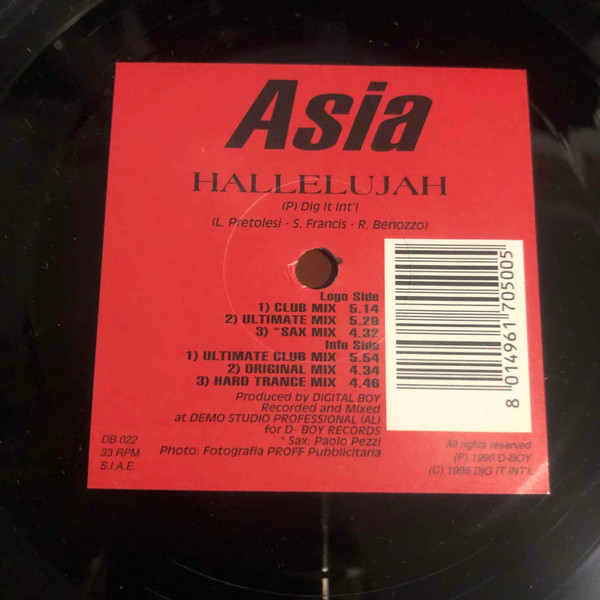 Asia
HALLELUJAH
(P) Dig It Int'l
(L. Pretolesi - S. Francis - R. Benozzo)
Logo Side
1) CLUB MIX 5.14
2) ULTIMATE MIX 5.29
3) *SAX MIX 4.32
Info Side
1) ULTIMATE CLUB MIX 5.54
2) ORIGINAL MIX 4.34
3) HARD TRANCE MIX 4.46
Produced by DIGITAL BOY
Recorded and Mixed
at DEMO STUDIO PROFESSIONAL (AL)
for D- BOY RECORDS
* Sax: Paolo Pezzi
Photo: Fotografia PROFF Pubblicitaria
DB 022
33 RPM
S.I.A.E.
8 014961 705005
All rights reserved
(P) 1996 D-BOY
(C) 1996 DIG IT INT'L